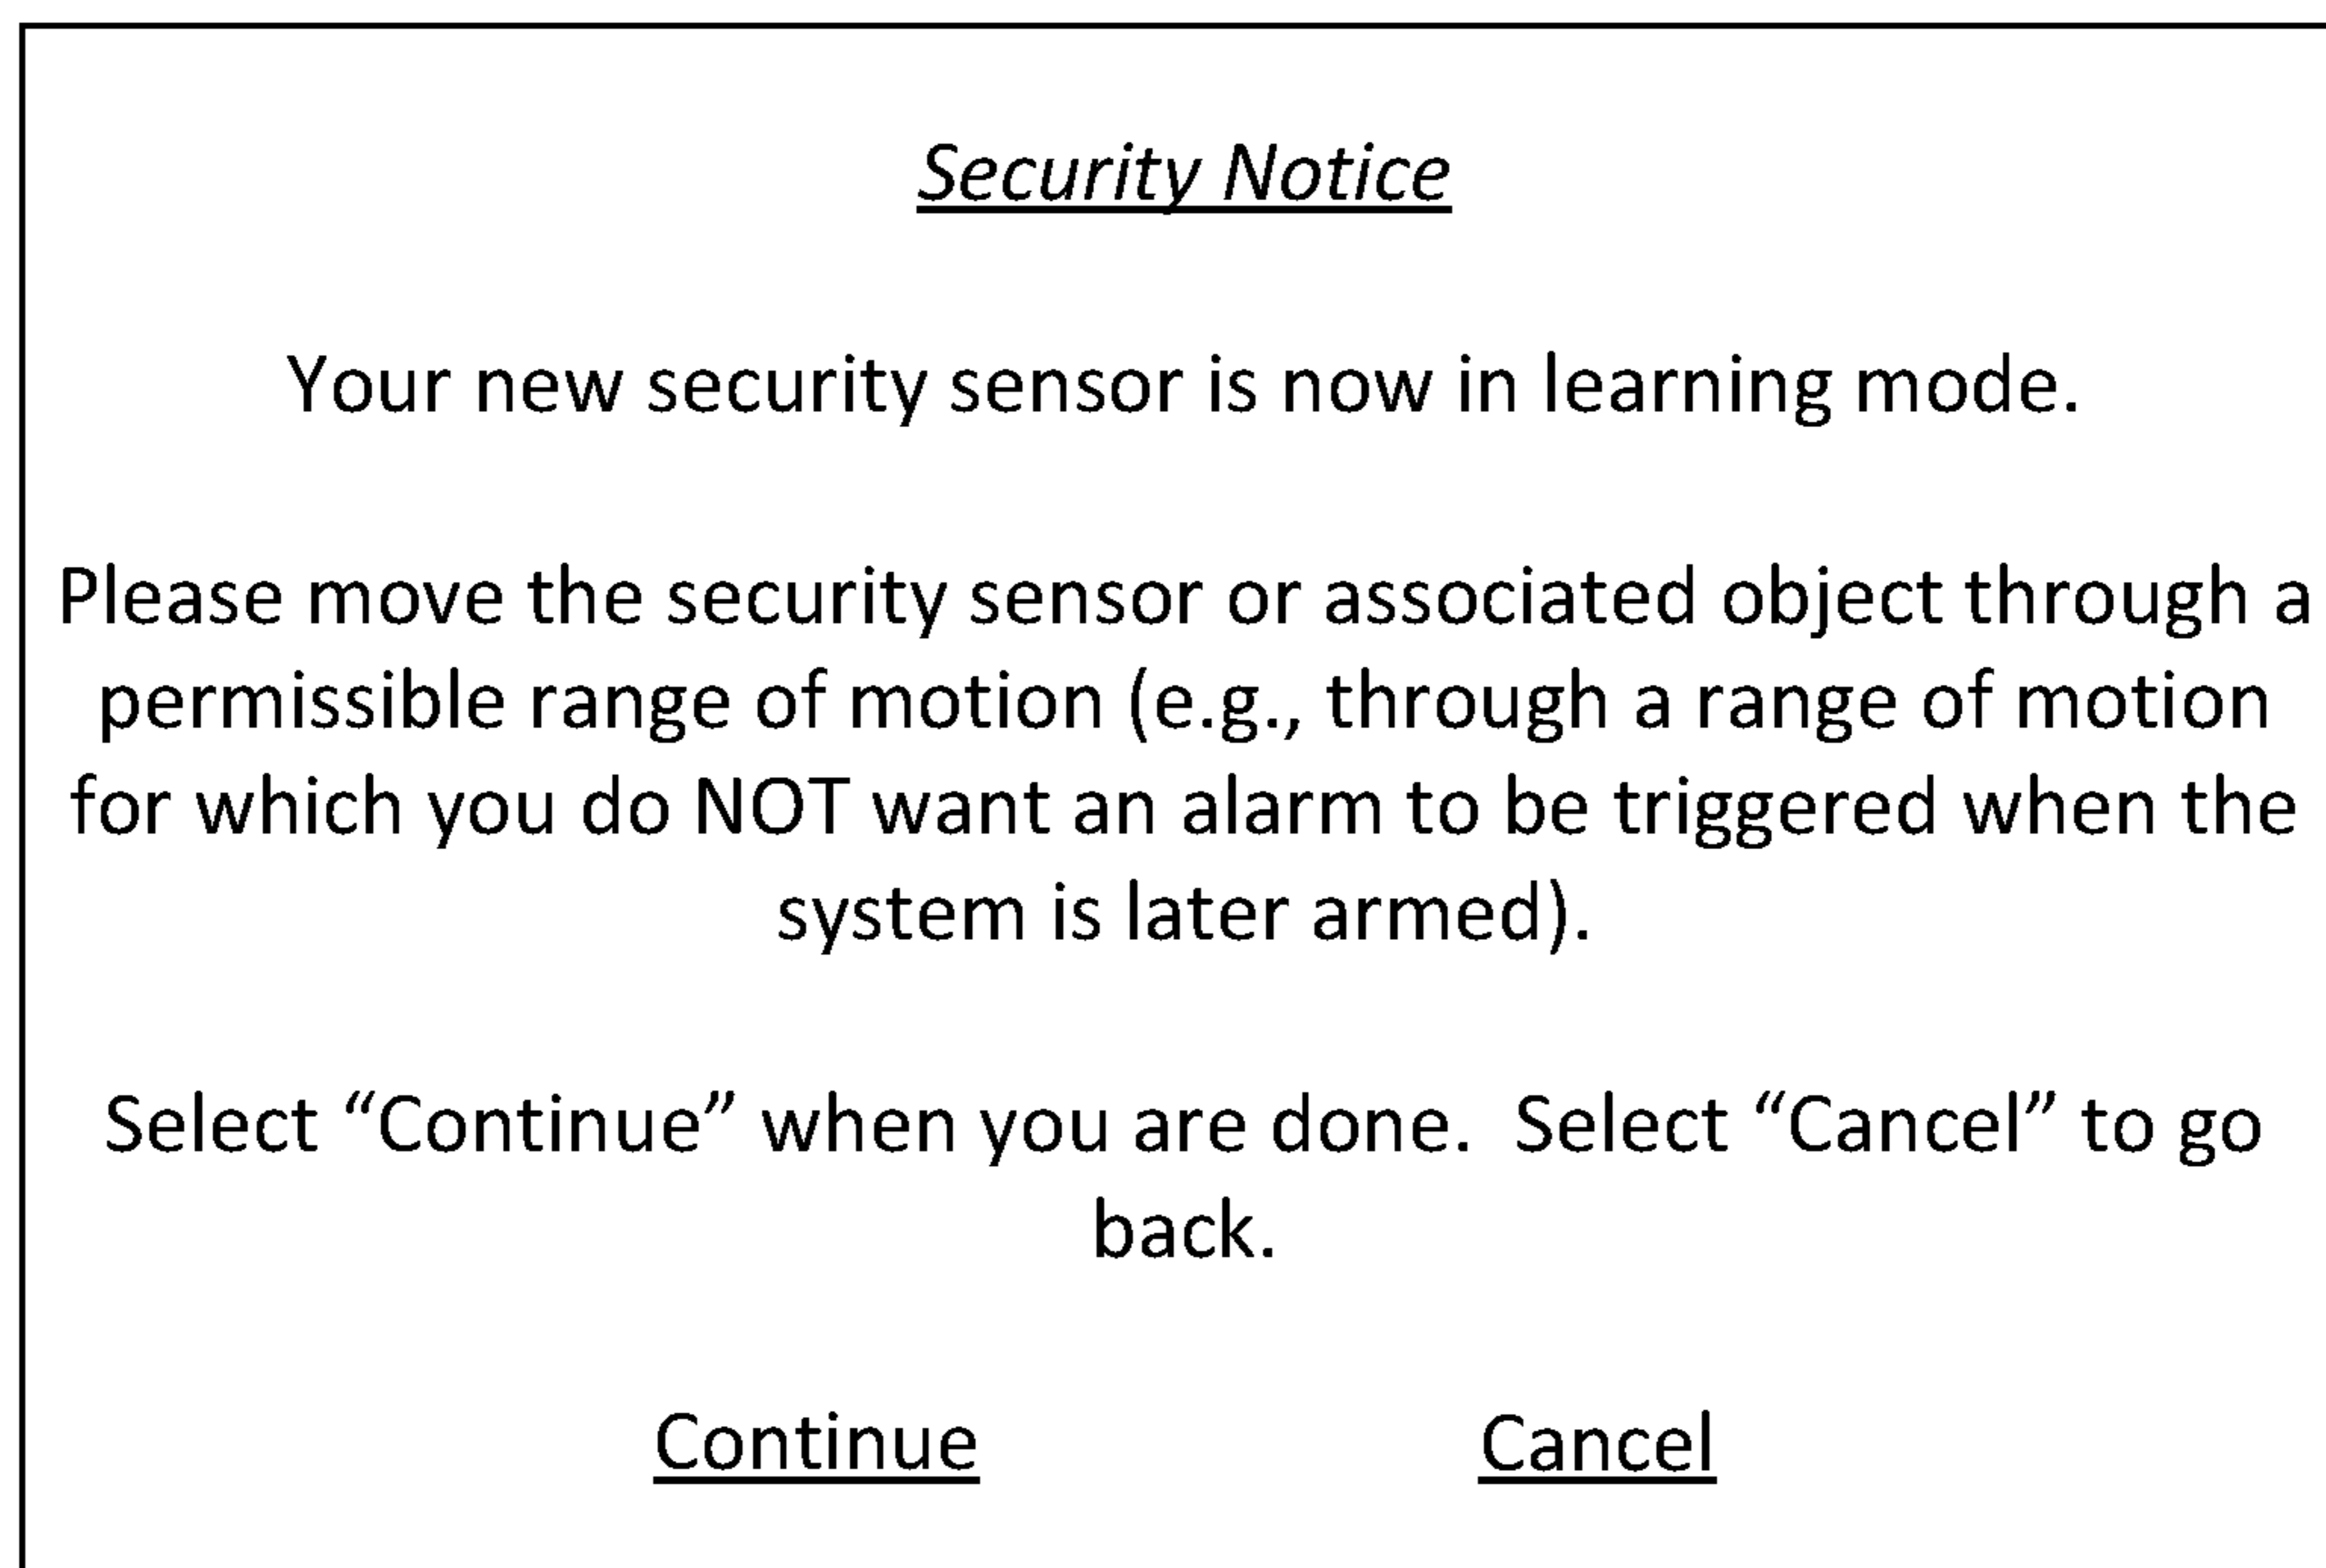 Security Notice
Your new security sensor is now in learning mode.
Please move the security sensor or associated object through a
permissible range of motion (e.g., through a range of motion
for which you do NOT want an alarm to be triggered when the
system is later armed).
Select “Continue” when you are done.  Select “Cancel” to go
back.
Continue Cancel